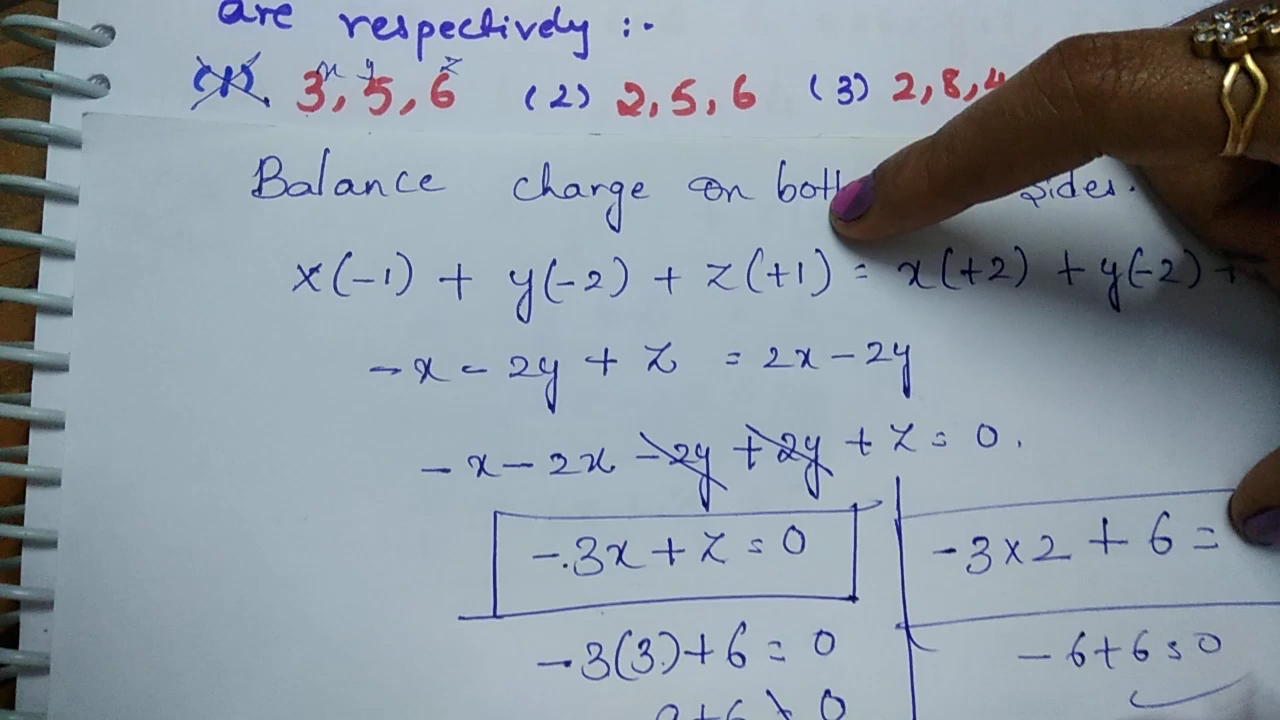 are respectively :-
(1). 3, 5, 6 (2) 2, 5, 6 (3) 2, 8, 4
x y z
Balance charge on both sides.
x(-1) + y(-2) + z(+1) = x(+2) + y(-2) +
-x - 2y + z = 2x - 2y
-x - 2x - 2y + 2y + z = 0.
-3x + z = 0
-3(3) + 6 = 0
-3 x 2 + 6 =
-6 + 6 = 0